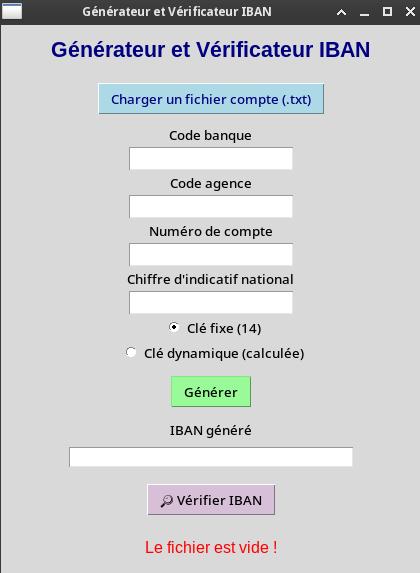 Générateur et Vérificateur IBAN
Générateur et Vérificateur IBAN
Charger un fichier compte (.txt)
Code banque
Code agence
Numéro de compte
Chiffre d'indicatif national
Clé fixe (14)
Clé dynamique (calculée)
Générer
IBAN généré
🔎 Vérifier IBAN
Le fichier est vide !